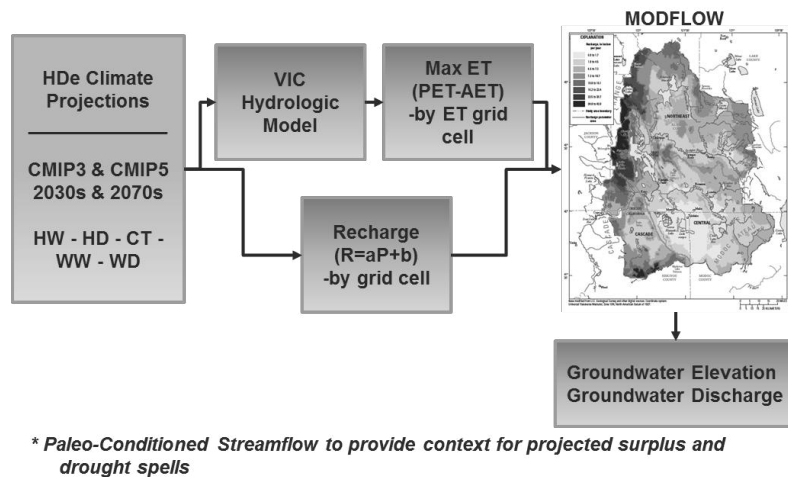 MODFLOW
HDe Climate
Projections
CMIP3 & CMIP5
2030s & 2070s
HW - HD - CT -
WW - WD
VIC
Hydrologic
Model
Max ET
(PET-AET)
-by ET grid
cell
Recharge
(R=aP+b)
-by grid cell
EXPLANATION
NORTHEAST
CENTRAL
CASCADE
Groundwater Elevation
Groundwater Discharge
* Paleo-Conditioned Streamflow to provide context for projected surplus and
drought spells